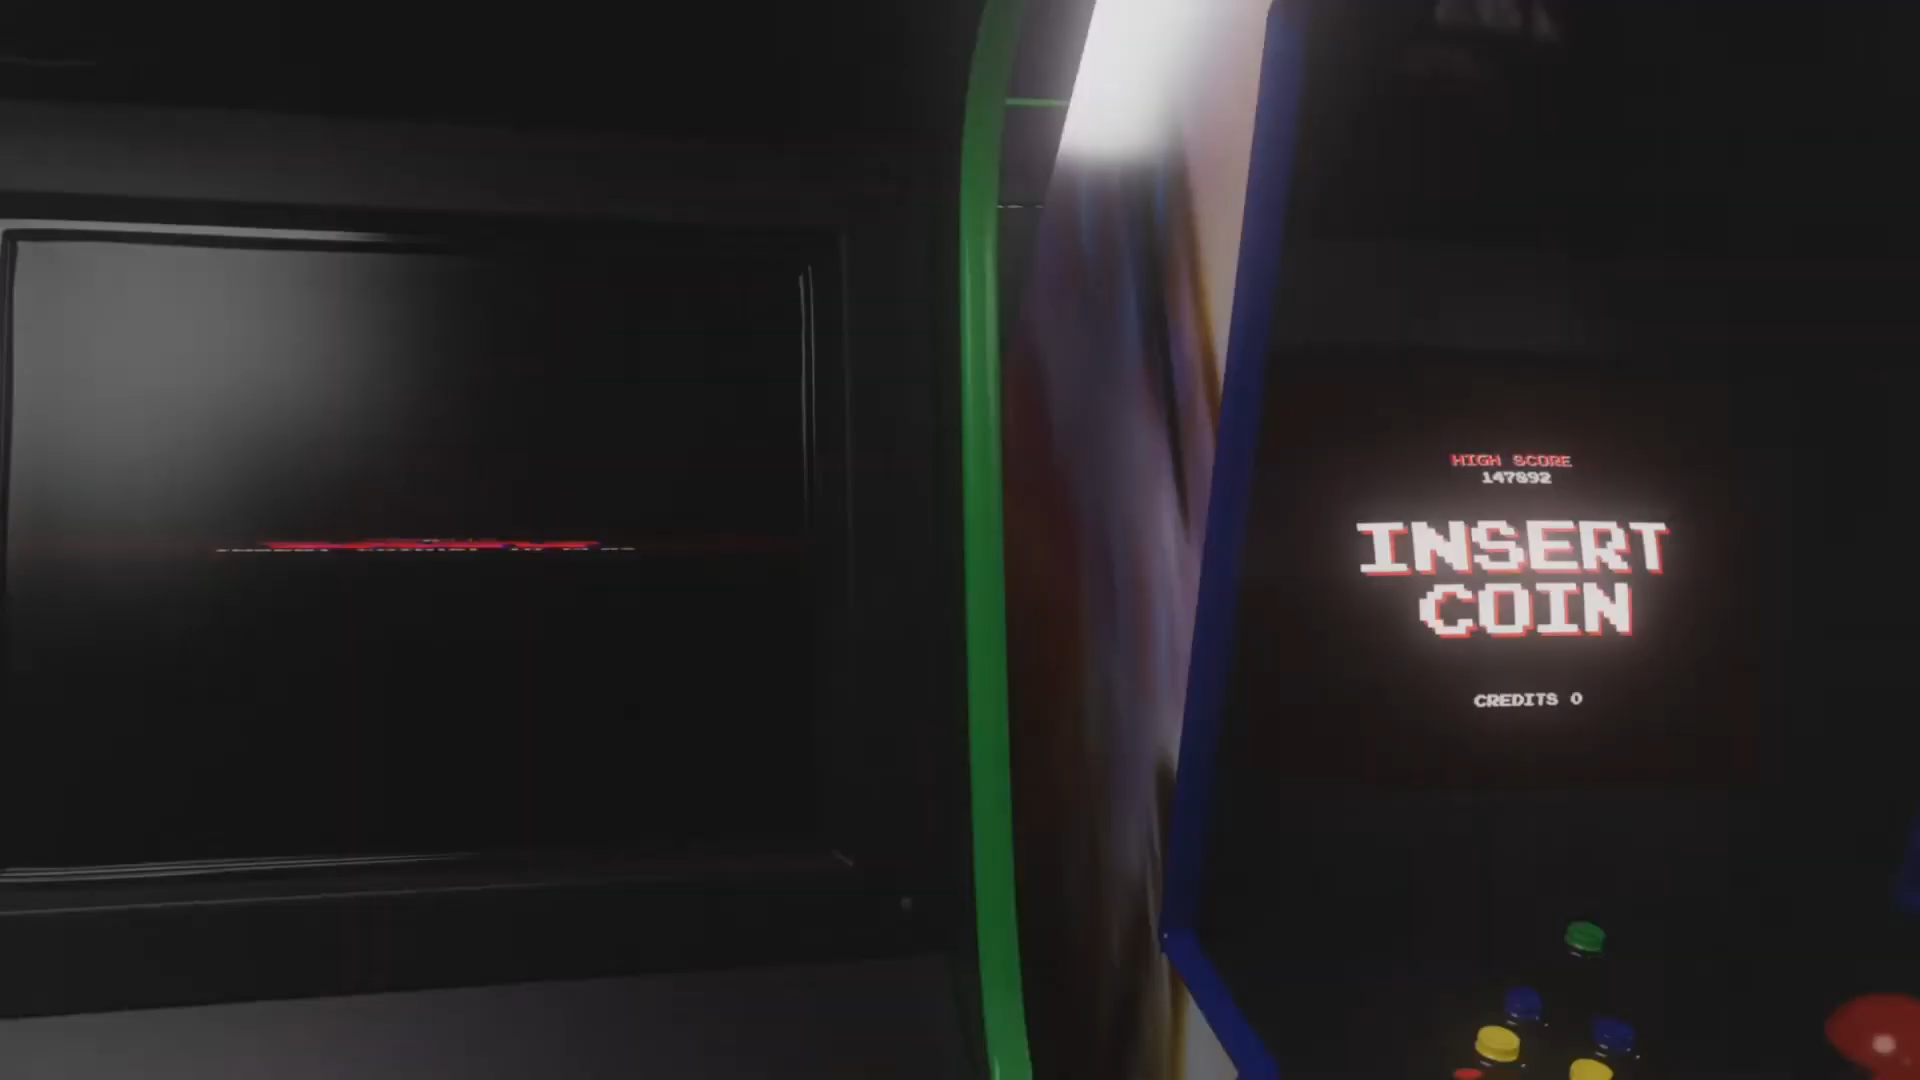 HIGH SCORE
147892
INSERT
COIN
CREDITS 0